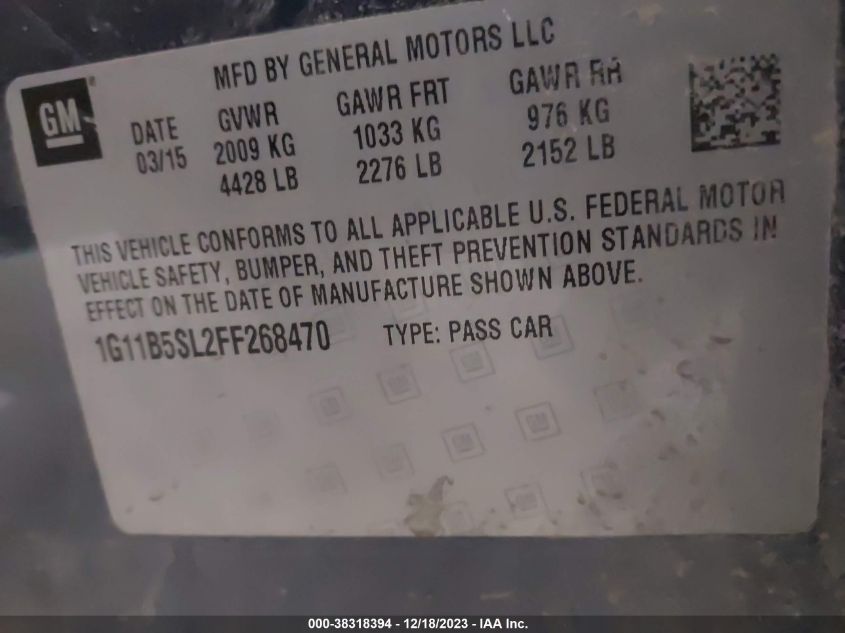 MFD BY GENERAL MOTORS LLC
GM
DATE GVWR GAWR FRT GAWR RR
03/15 2009 KG 1033 KG 976 KG
4428 LB 2276 LB 2152 LB
THIS VEHICLE CONFORMS TO ALL APPLICABLE U.S. FEDERAL MOTOR
VEHICLE SAFETY, BUMPER, AND THEFT PREVENTION STANDARDS IN
EFFECT ON THE DATE OF MANUFACTURE SHOWN ABOVE.
1G11B5SL2FF268470 TYPE: PASS CAR
000-38318394 - 12/18/2023 - IAA Inc.